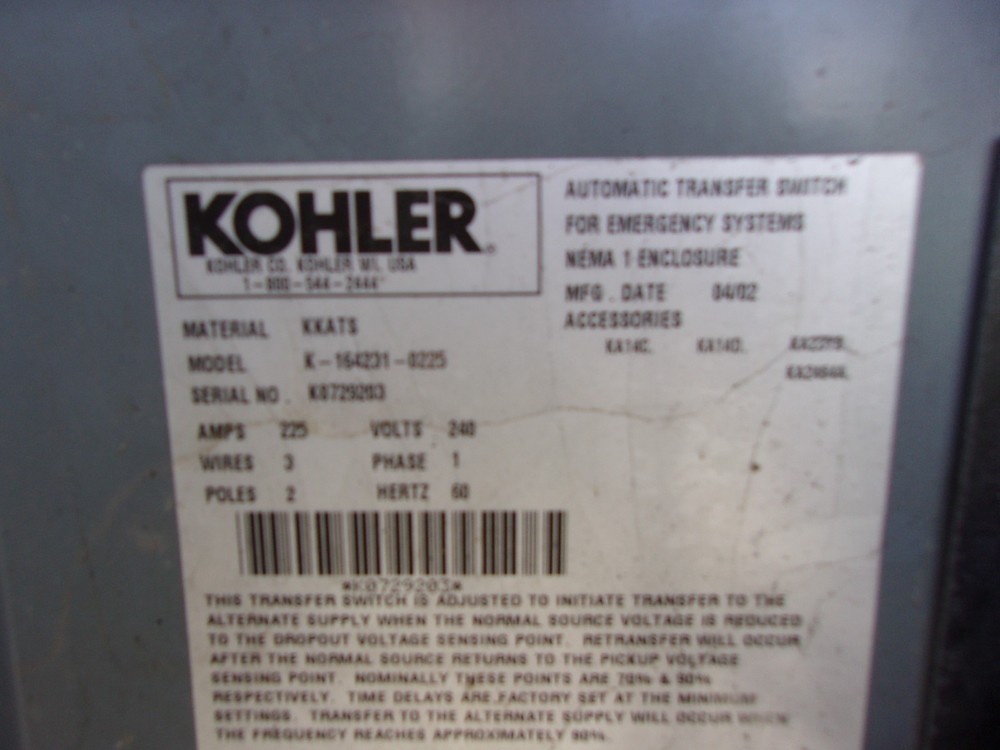 KOHLER®
KOHLER CO. KOHLER WI. USA
1-800-544-2444
AUTOMATIC TRANSFER SWITCH
FOR EMERGENCY SYSTEMS
NEMA 1 ENCLOSURE
MFG. DATE 04/02
ACCESSORIES
KA14C.
MATERIAL KKATS
MODEL K-164231-0225
SERIAL NO. K0729203
AMPS 225 VOLTS 240
WIRES 3 PHASE 1
POLES 2 HERTZ 60
*K0729203*
THIS TRANSFER SWITCH IS ADJUSTED TO INITIATE TRANSFER TO THE
ALTERNATE SUPPLY WHEN THE NORMAL SOURCE VOLTAGE IS REDUCED
TO THE DROPOUT VOLTAGE SENSING POINT. RETRANSFER WILL OCCUR
AFTER THE NORMAL SOURCE RETURNS TO THE PICKUP VOLTAGE
SENSING POINT. NOMINALLY THESE POINTS ARE 70% & 90%
RESPECTIVELY. TIME DELAYS ARE FACTORY SET AT THE MINIMUM
SETTINGS. TRANSFER TO THE ALTERNATE SUPPLY WILL OCCUR WHEN
THE FREQUENCY REACHES APPROXIMATELY 90%.